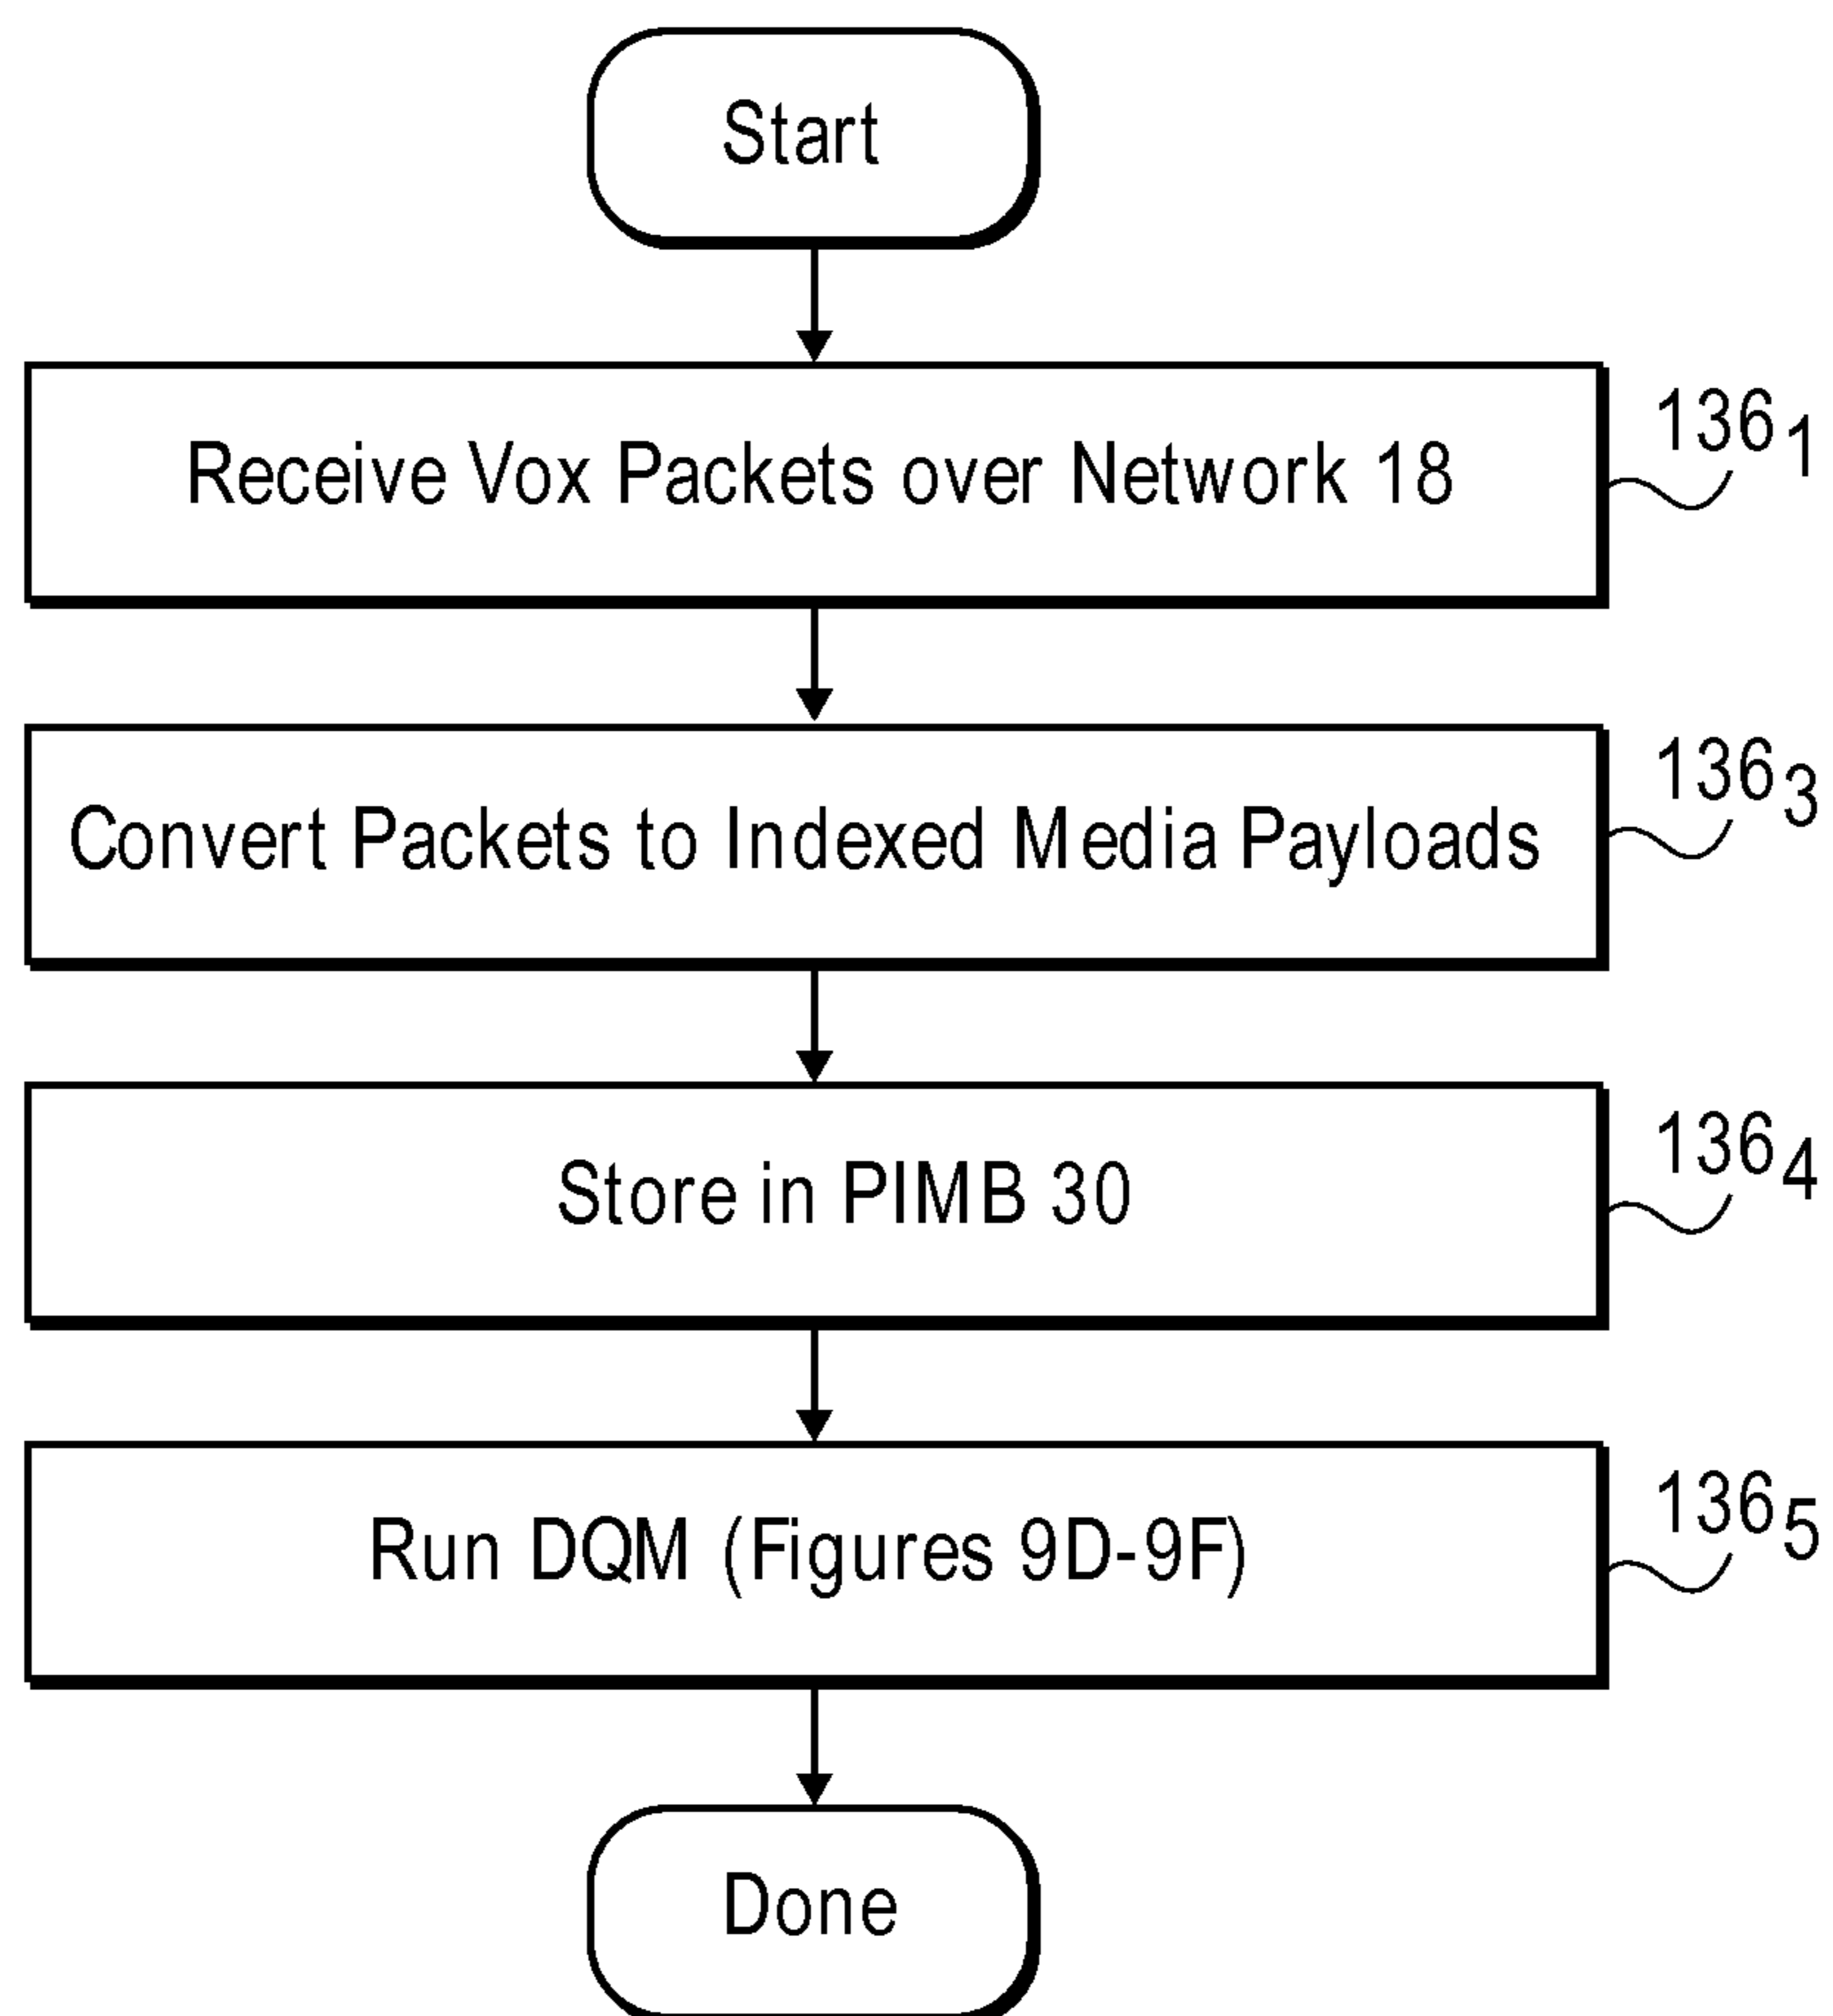 Start
Receive Vox Packets over Network 18
136₁
Convert Packets to Indexed Media Payloads
136₃
Store in PIMB 30
136₄
Run DQM (Figures 9D-9F)
136₅
Done